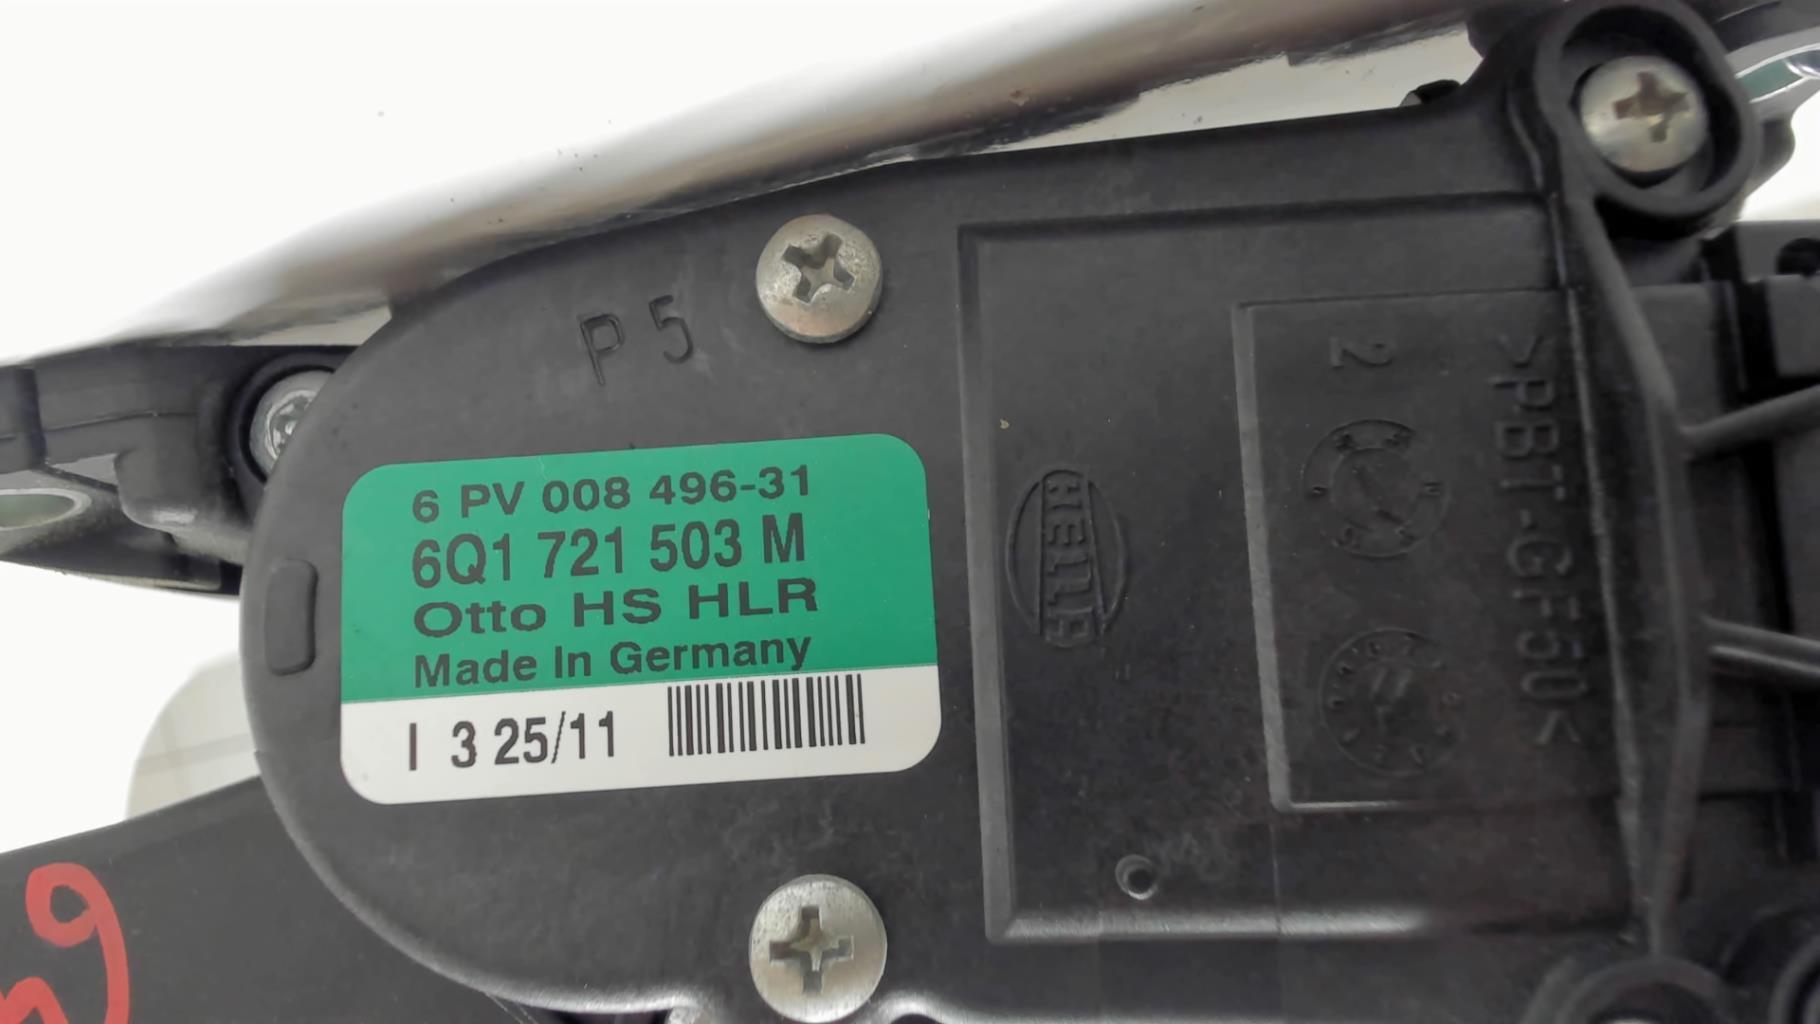 P 5
6 PV 008 496-31
6Q1 721 503 M
Otto HS HLR
Made In Germany
I 3 25/11
HELLA
2
>PBT-GF50<